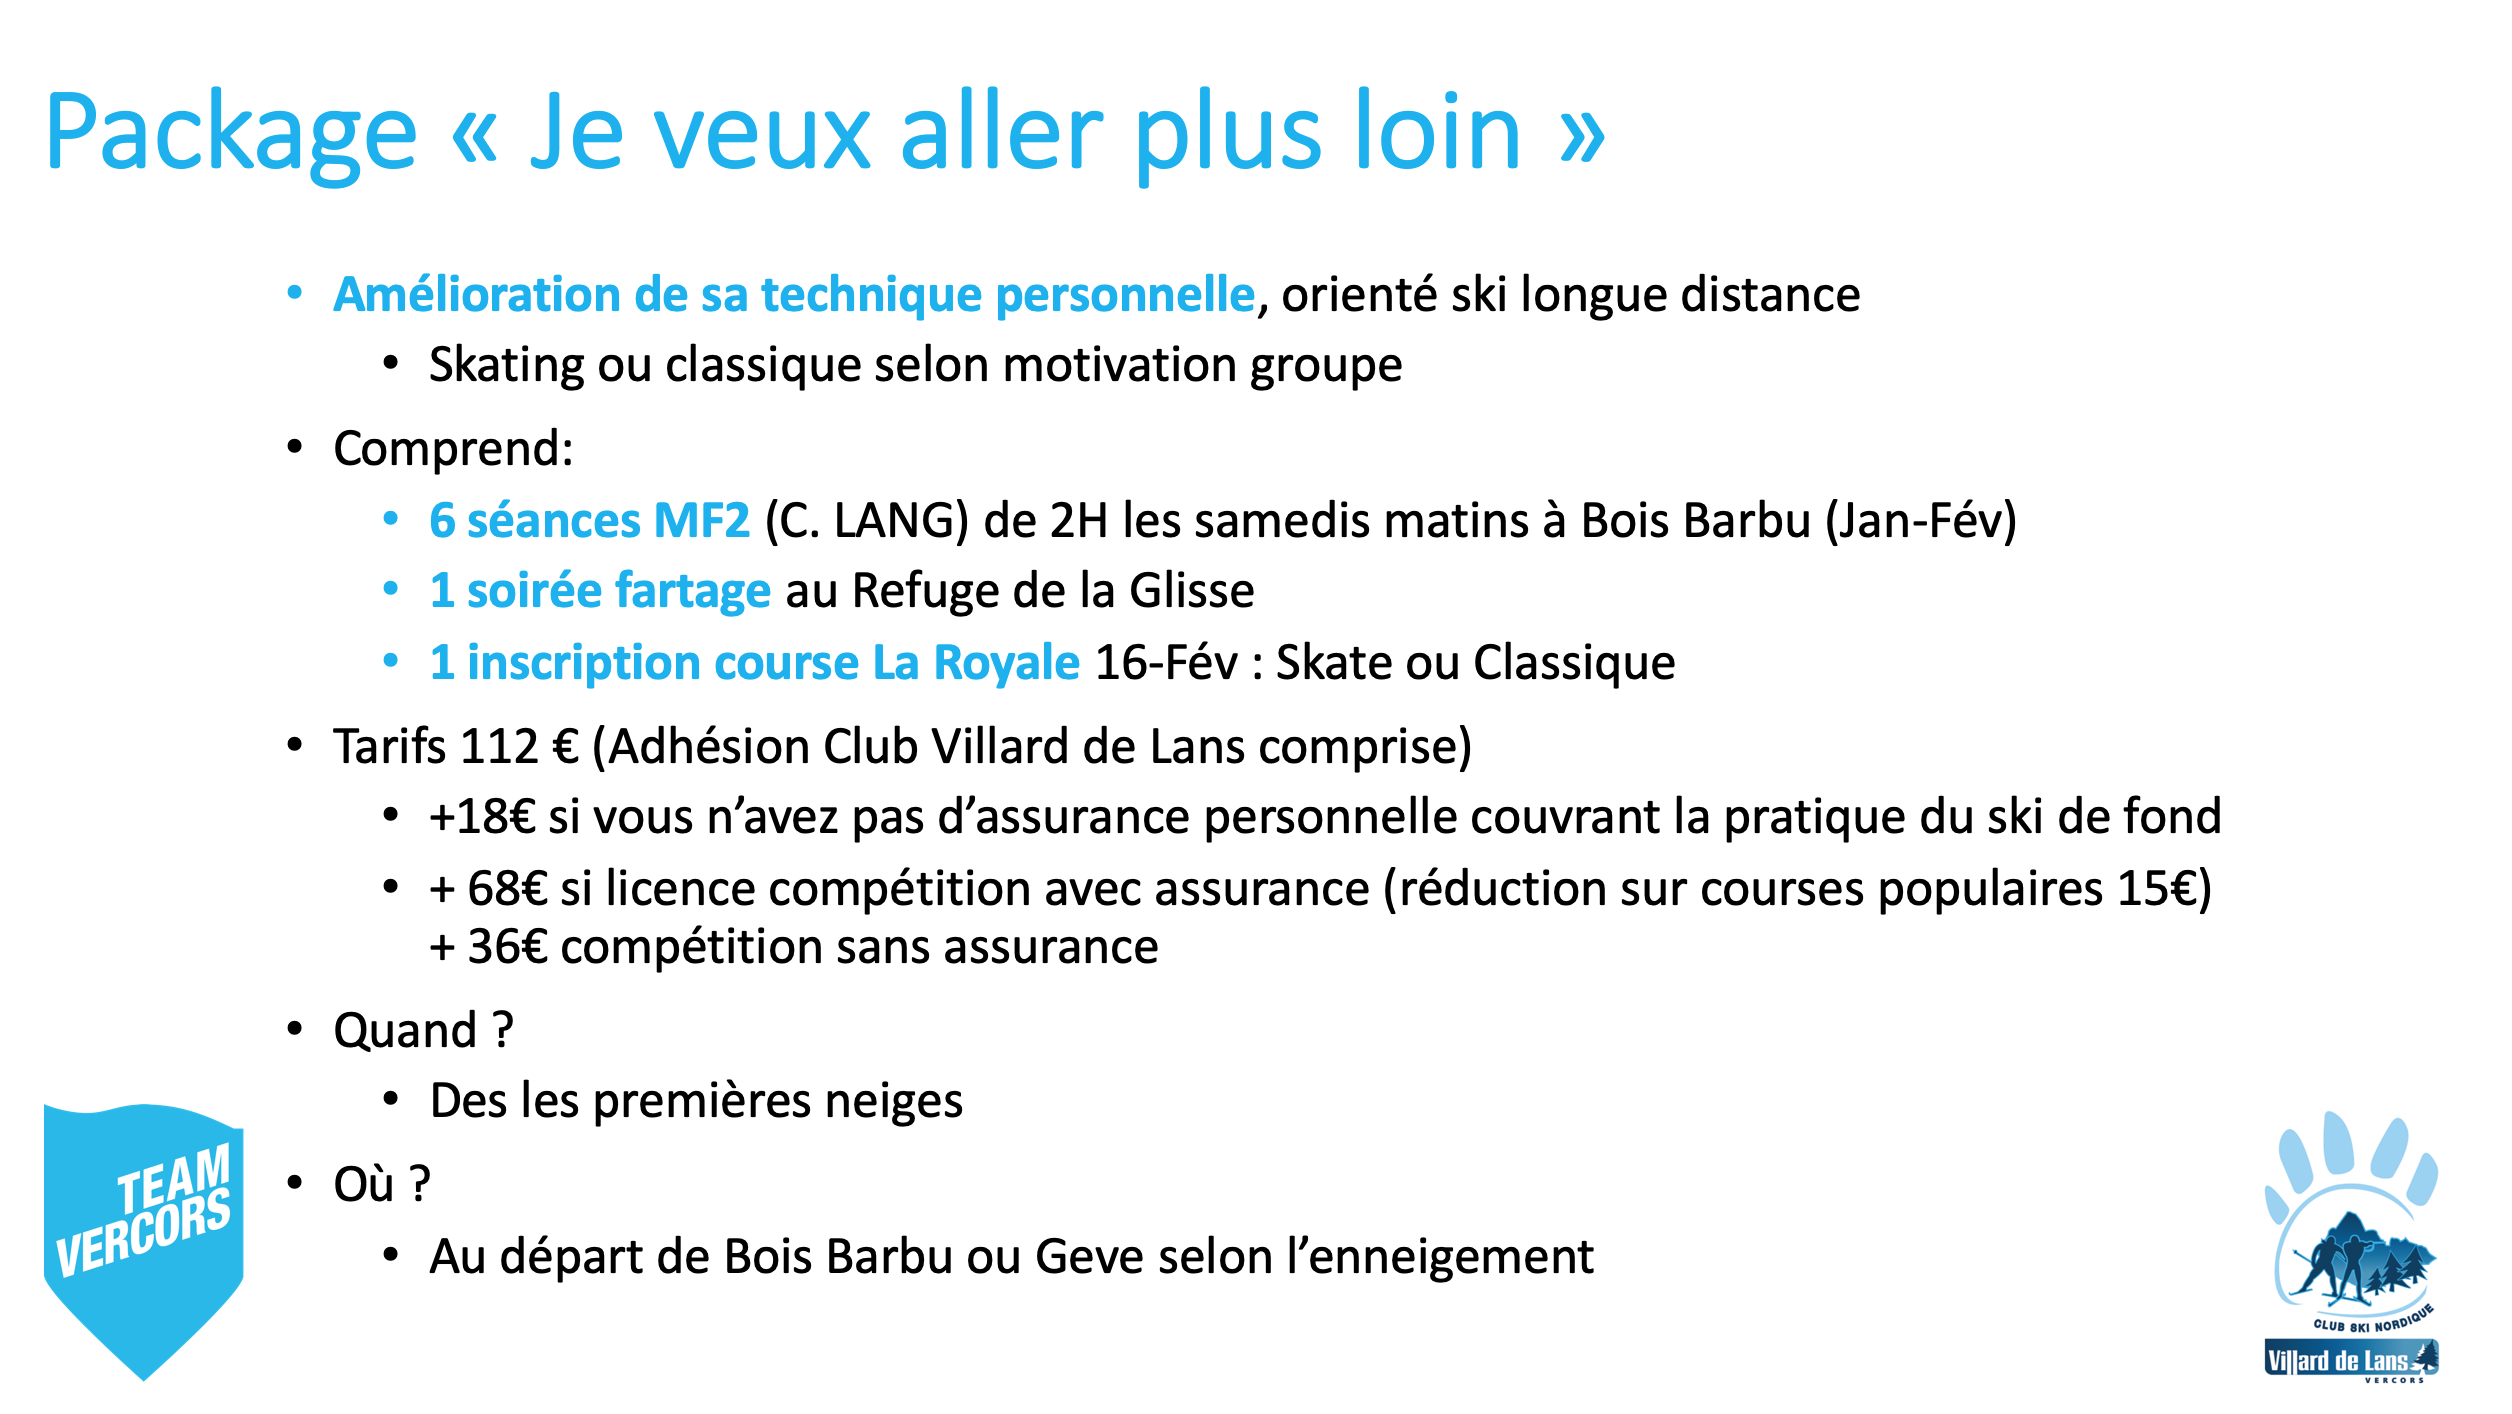 Package « Je veux aller plus loin »
• Amélioration de sa technique personnelle, orienté ski longue distance
• Skating ou classique selon motivation groupe
• Comprend:
• 6 séances MF2 (C. LANG) de 2H les samedis matins à Bois Barbu (Jan-Fév)
• 1 soirée fartage au Refuge de la Glisse
• 1 inscription course La Royale 16-Fév : Skate ou Classique
• Tarifs 112 € (Adhésion Club Villard de Lans comprise)
• +18€ si vous n’avez pas d’assurance personnelle couvrant la pratique du ski de fond
• + 68€ si licence compétition avec assurance (réduction sur courses populaires 15€)
+ 36€ compétition sans assurance
• Quand ?
• Des les premières neiges
• Où ?
• Au départ de Bois Barbu ou Geve selon l’enneigement
TEAM
VERCORS
CLUB SKI NORDIQUE
Villard de Lans
VERCORS